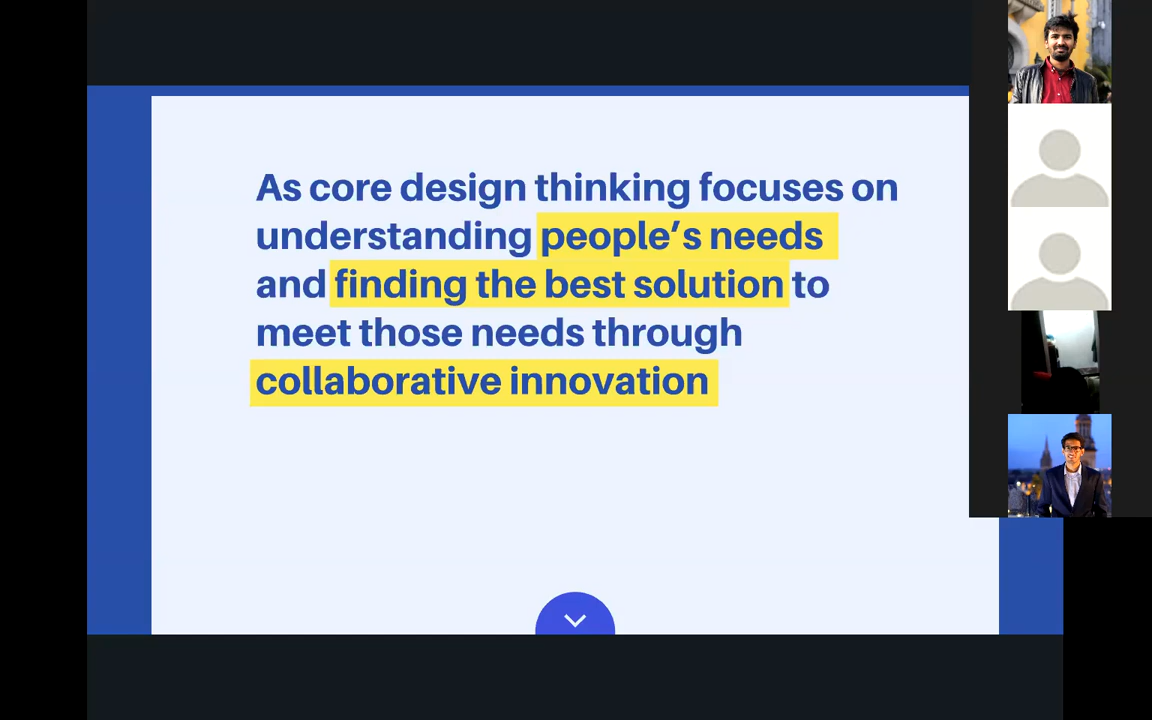 As core design thinking focuses on
understanding people’s needs
and finding the best solution to
meet those needs through
collaborative innovation